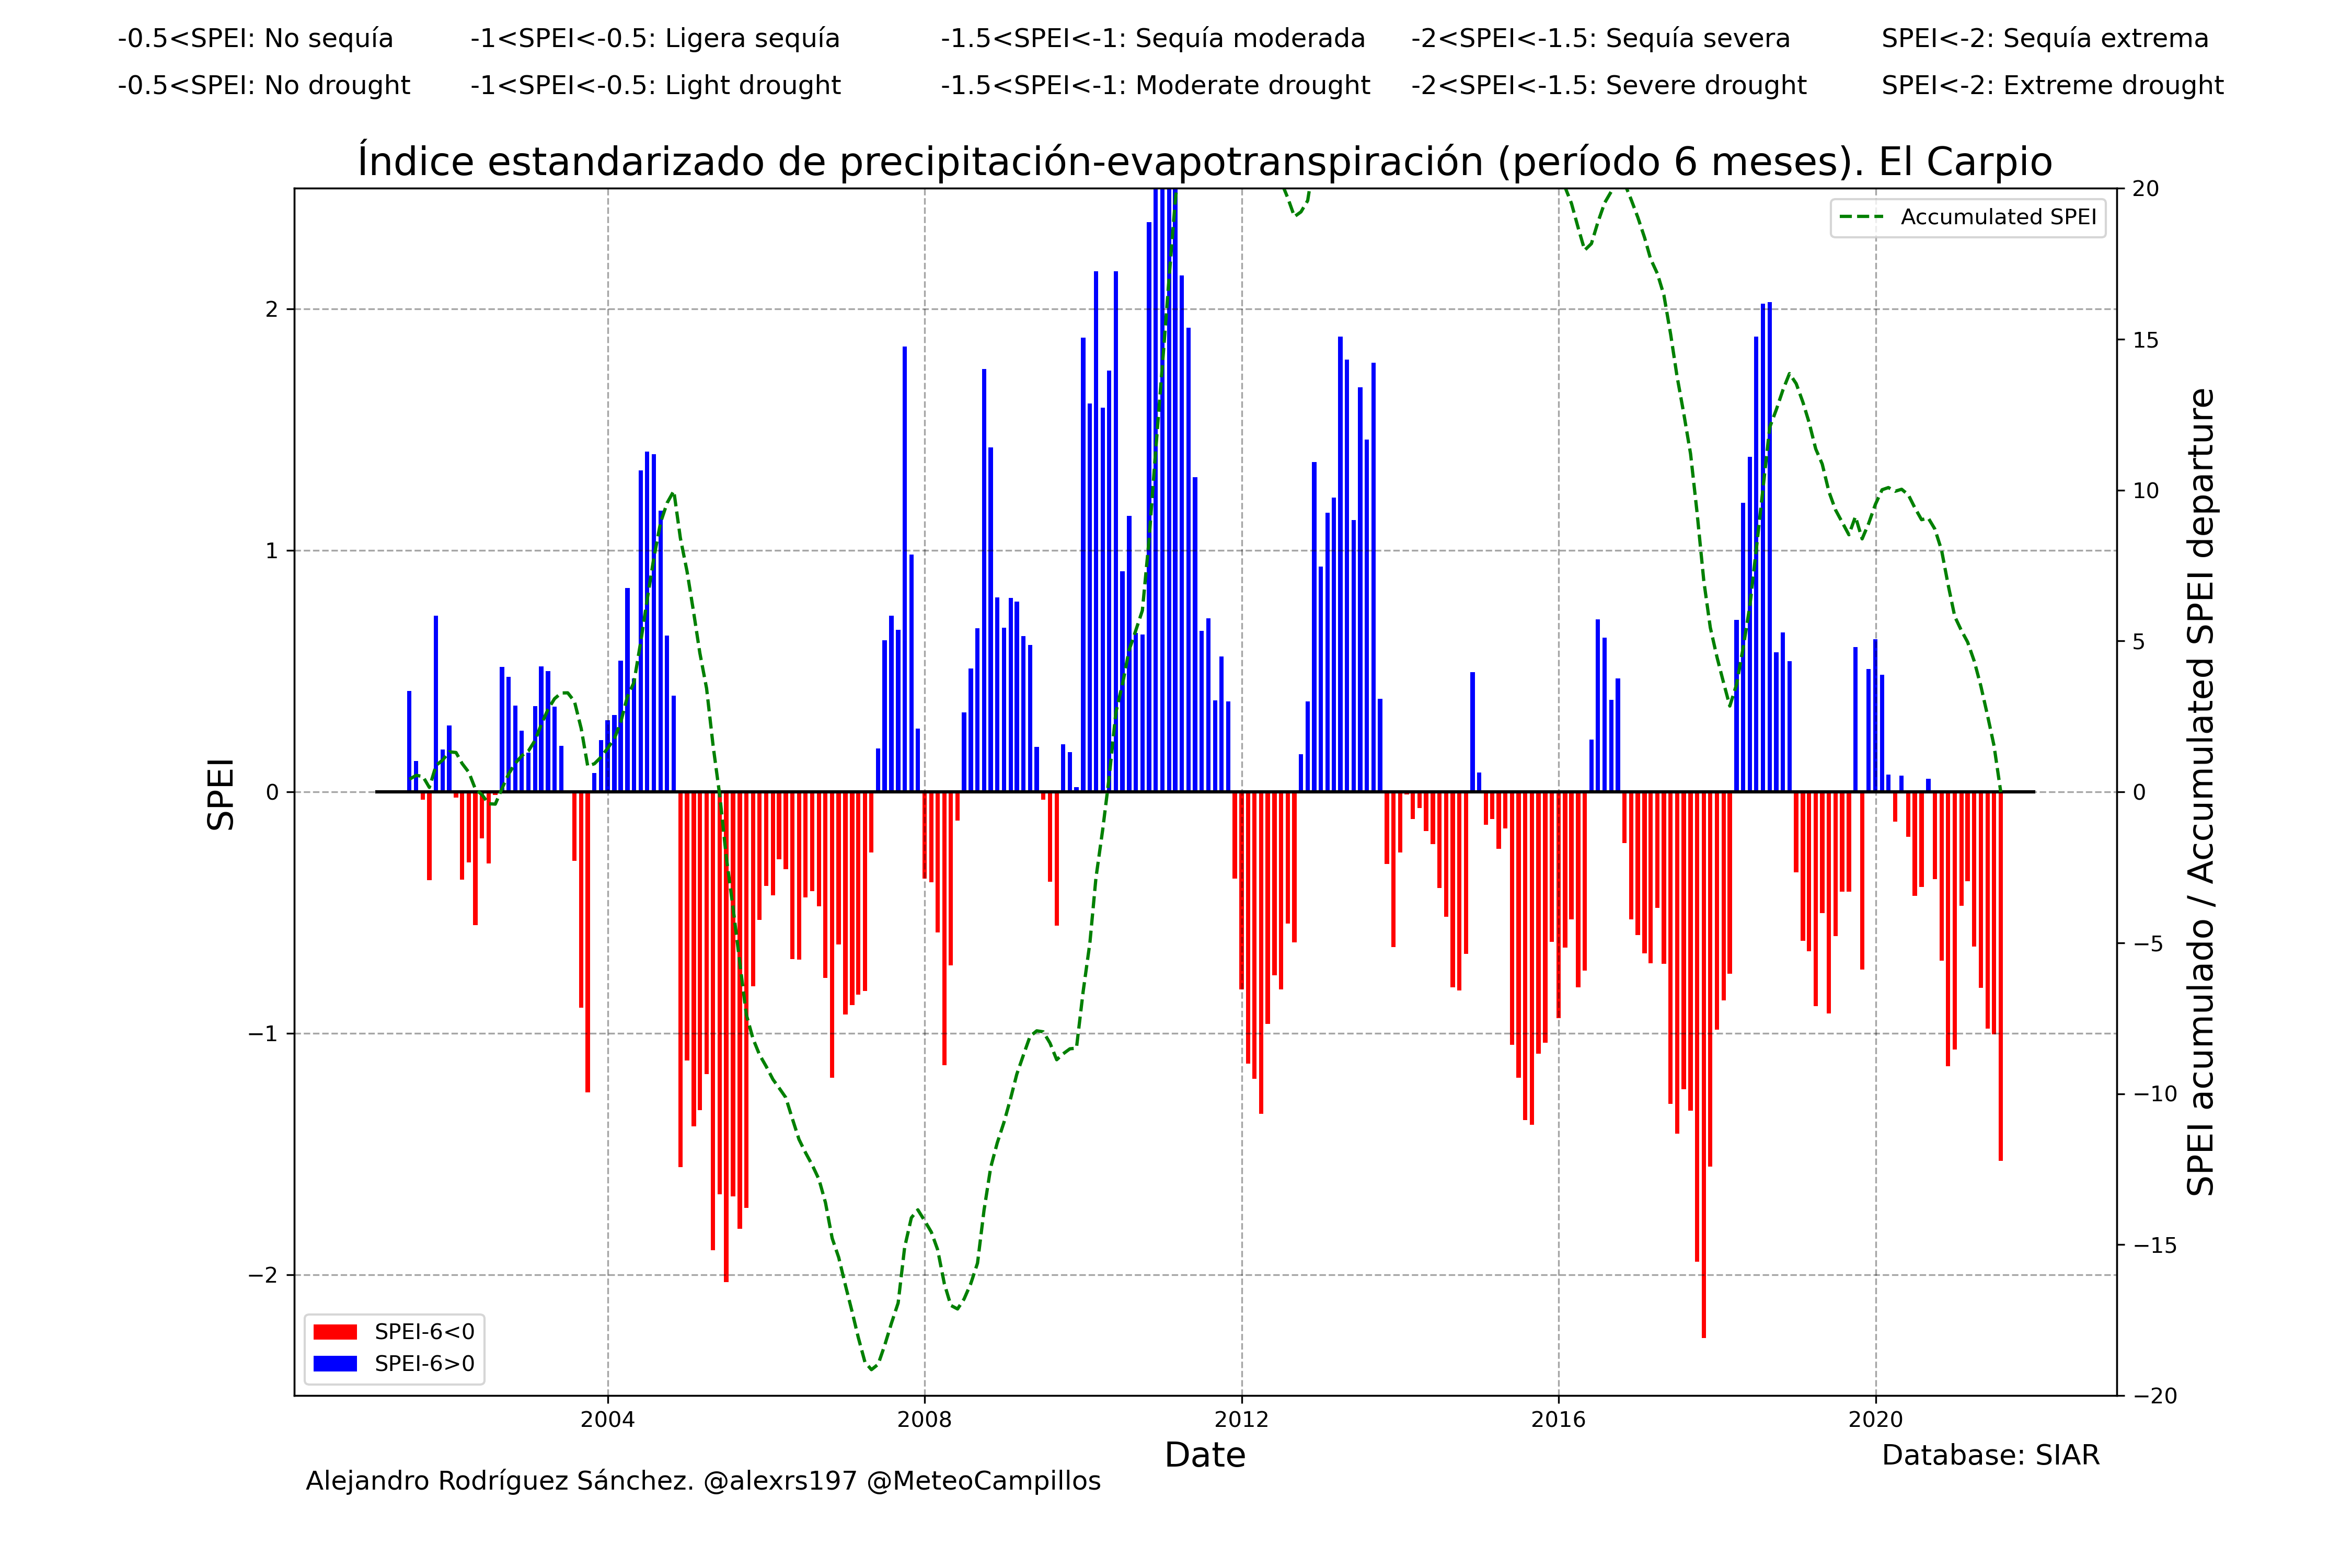 -0.5<SPEI: No sequía -1<SPEI<-0.5: Ligera sequía -1.5<SPEI<-1: Sequía moderada -2<SPEI<-1.5: Sequía severa SPEI<-2: Sequía extrema
-0.5<SPEI: No drought -1<SPEI<-0.5: Light drought -1.5<SPEI<-1: Moderate drought -2<SPEI<-1.5: Severe drought SPEI<-2: Extreme drought
Índice estandarizado de precipitación-evapotranspiración (período 6 meses). El Carpio
Accumulated SPEI
2
1
0
−1
−2
SPEI
20
15
10
5
0
−5
−10
−15
−20
SPEI acumulado / Accumulated SPEI departure
SPEI-6<0
SPEI-6>0
2004 2008 2012 2016 2020
Date
Database: SIAR
Alejandro Rodríguez Sánchez. @alexrs197 @MeteoCampillos